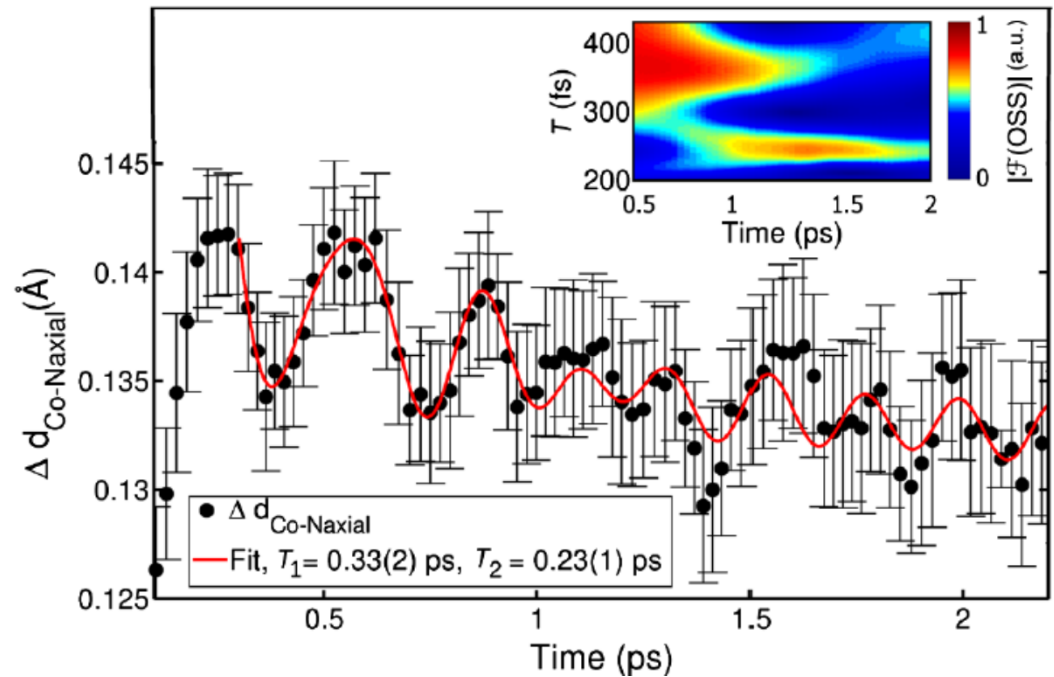 Δ d_Co-Naxial (Å)
0.145
0.14
0.135
0.13
0.125
0.5
1
1.5
2
Time (ps)
Δ d_Co-Naxial
Fit, T₁= 0.33(2) ps, T₂ = 0.23(1) ps
T (fs)
400
300
200
0.5
1
1.5
2
Time (ps)
1
0
|ℱ(OSS)| (a.u.)